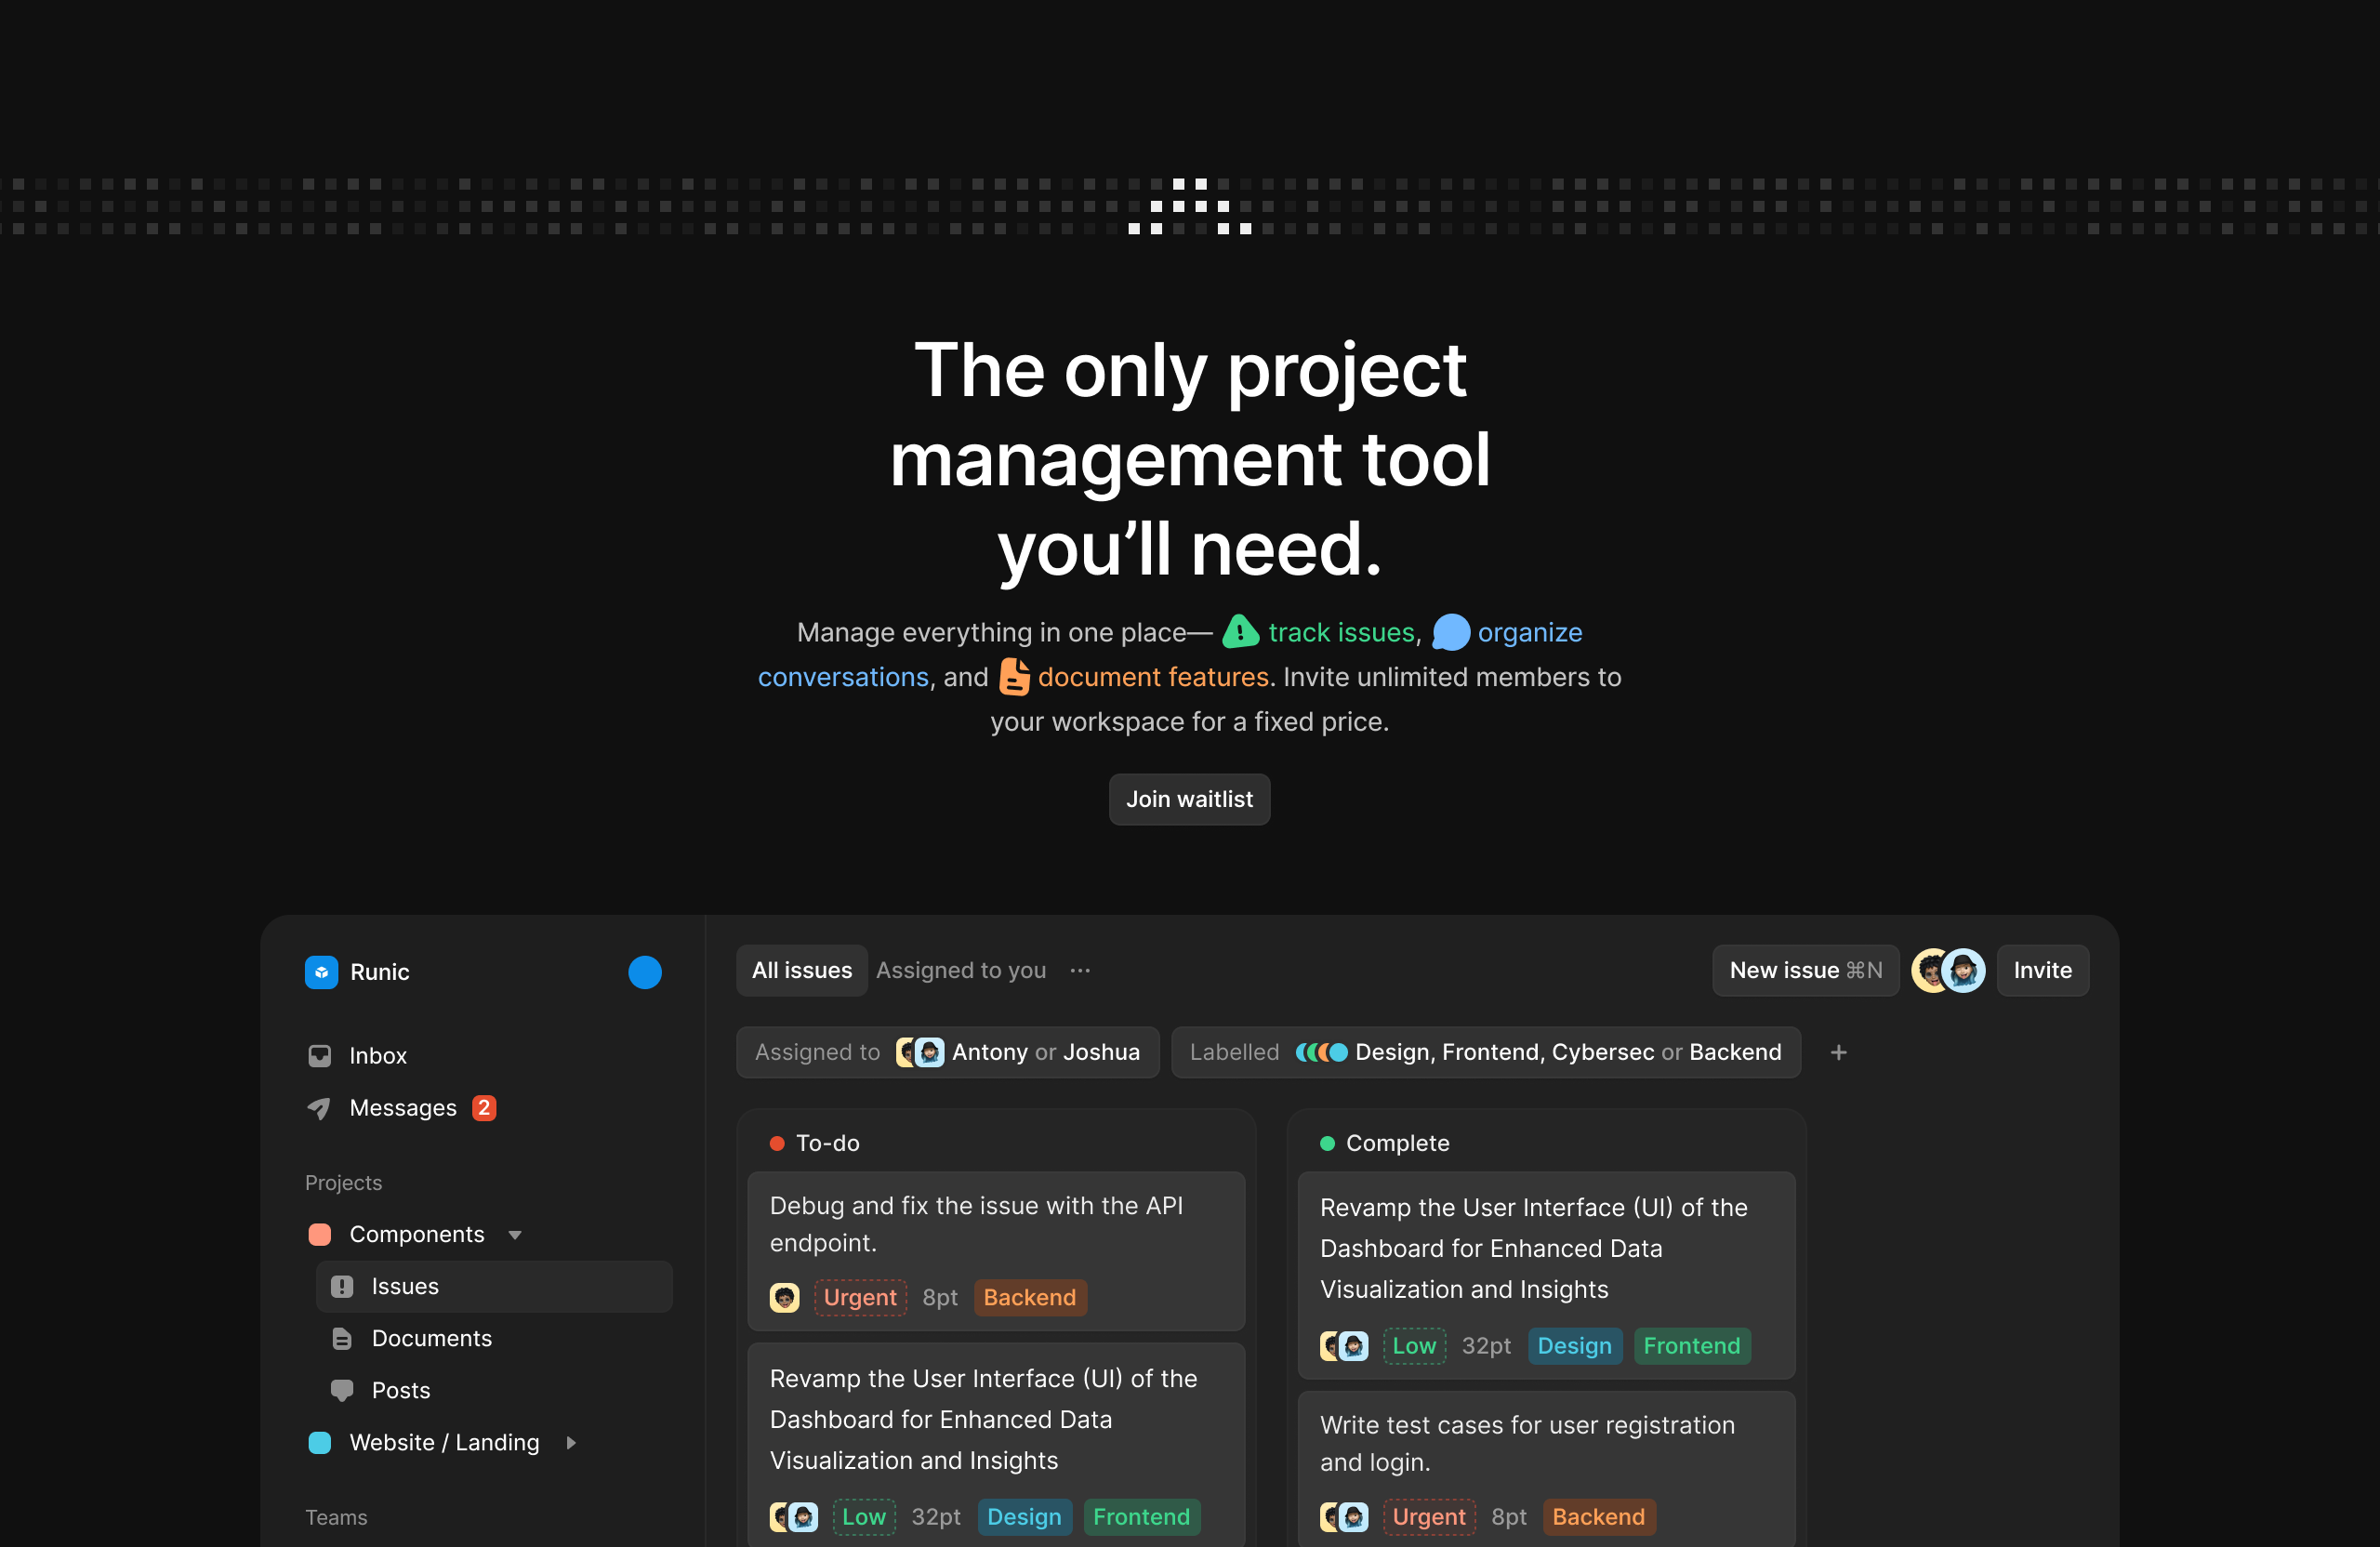 The only project
management tool
you’ll need.
Manage everything in one place— track issues, organize
conversations, and document features. Invite unlimited members to
your workspace for a fixed price.
Join waitlist
Runic
Inbox
Messages 2
Projects
Components
Issues
Documents
Posts
Website / Landing
Teams
All issues Assigned to you ···
New issue ⌘N Invite
Assigned to Antony or Joshua
Labelled Design, Frontend, Cybersec or Backend +
To-do
Debug and fix the issue with the API
endpoint.
Urgent 8pt Backend
Revamp the User Interface (UI) of the
Dashboard for Enhanced Data
Visualization and Insights
Low 32pt Design Frontend
Complete
Revamp the User Interface (UI) of the
Dashboard for Enhanced Data
Visualization and Insights
Low 32pt Design Frontend
Write test cases for user registration
and login.
Urgent 8pt Backend